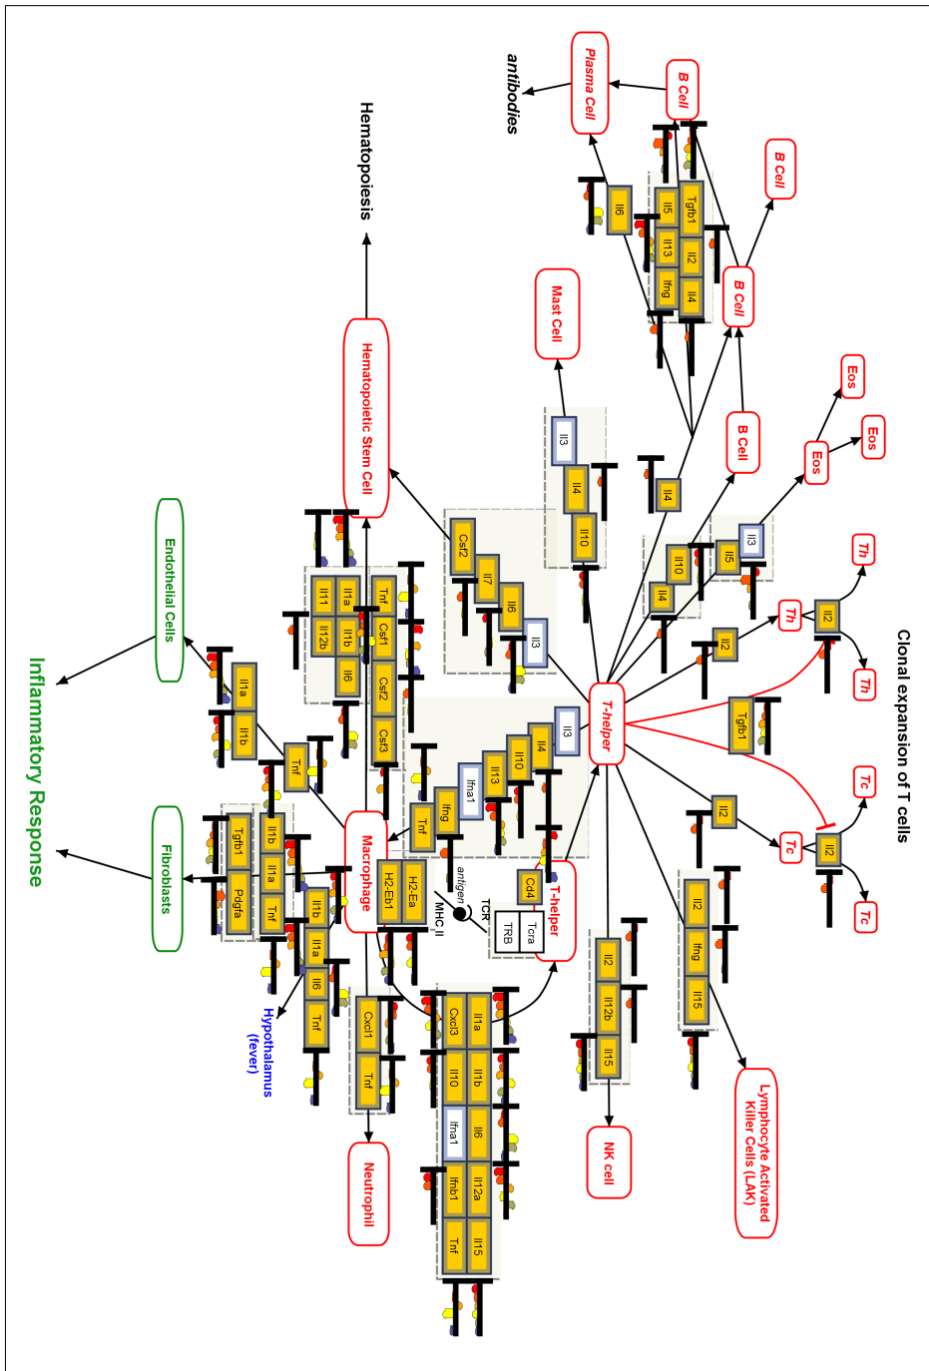 Clonal expansion of T cells
Th
Th
Tc
Tc
Eos
Eos
Eos
Th
Il2
Tc
Il2
B Cell
B Cell
B Cell
B Cell
Plasma Cell
antibodies
Il2
Tgfb1
Il2
Il3
Il5
Il10
Il4
Il4
Tgfb1
Il2
Il4
Il5
Il13
Ifng
Il6
Mast Cell
Il3
Il4
Il10
T-helper
Il2
Ifng
Il15
Lymphocyte Activated
Killer Cells (LAK)
Il2
Il12b
Il15
NK cell
Hematopoiesis
Hematopoietic Stem Cell
Csf2
Il7
Il6
Il3
Il3
Il4
Il10
Il13
Ifna1
Ifng
Tnf
T-helper
Cd4
Tcra
TRB
TCR
antigen
MHC II
H2-Ea
H2-Eb1
Macrophage
Tnf
Csf1
Csf2
Csf3
Il1a
Il1b
Il6
Il11
Il12b
Il1a
Il1b
Il6
Il12a
Il15
Cxcl3
Il10
Ifna1
Ifnb1
Tnf
Cxcl1
Tnf
Neutrophil
Il1b
Il1a
Il6
Tnf
Hypothalamus
(fever)
Il1b
Il1a
Tnf
Tgfb1
Pdgfa
Tnf
Il1a
Il1b
Endothelial Cells
Fibroblasts
Inflammatory Response